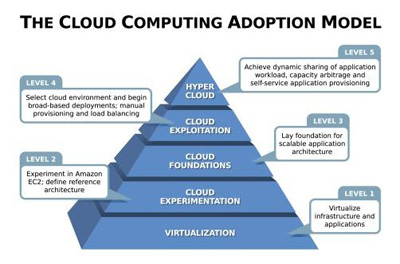 THE CLOUD COMPUTING ADOPTION MODEL
LEVEL 5
Achieve dynamic sharing of application
workload, capacity arbitrage and
self-service application provisioning
HYPER
CLOUD
LEVEL 4
Select cloud environment and begin
broad-based deployments; manual
provisioning and load balancing
CLOUD
EXPLOITATION
LEVEL 3
Lay foundation for
scalable application
architecture
CLOUD
FOUNDATIONS
LEVEL 2
Experiment in Amazon
EC2; define reference
architecture
CLOUD
EXPERIMENTATION
LEVEL 1
Virtualize
infrastructure and
applications
VIRTUALIZATION